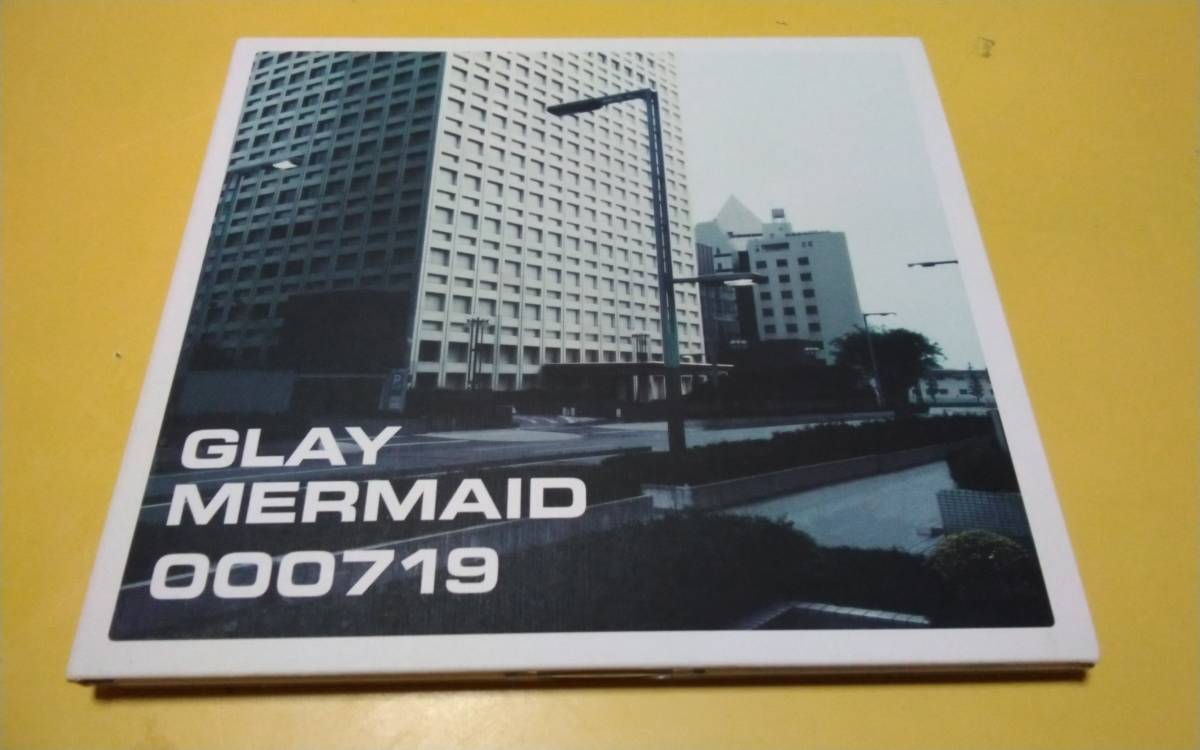 GLAY
MERMAID
000719
P